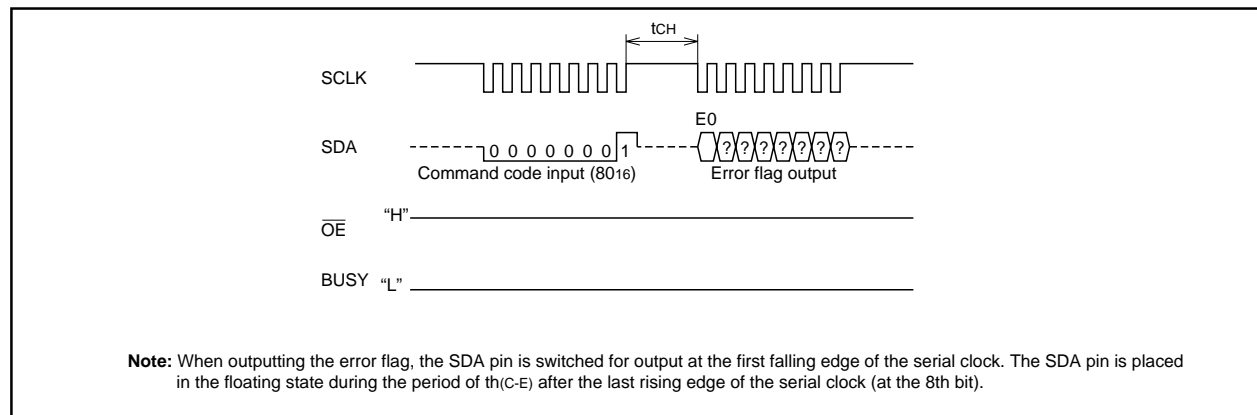 tCH
SCLK
E0
SDA
0 0 0 0 0 0 0 1 ? ? ? ? ? ? ?
Command code input (8016) Error flag output
OE "H"
BUSY "L"
Note: When outputting the error flag, the SDA pin is switched for output at the first falling edge of the serial clock. The SDA pin is placed
in the floating state during the period of th(C-E) after the last rising edge of the serial clock (at the 8th bit).